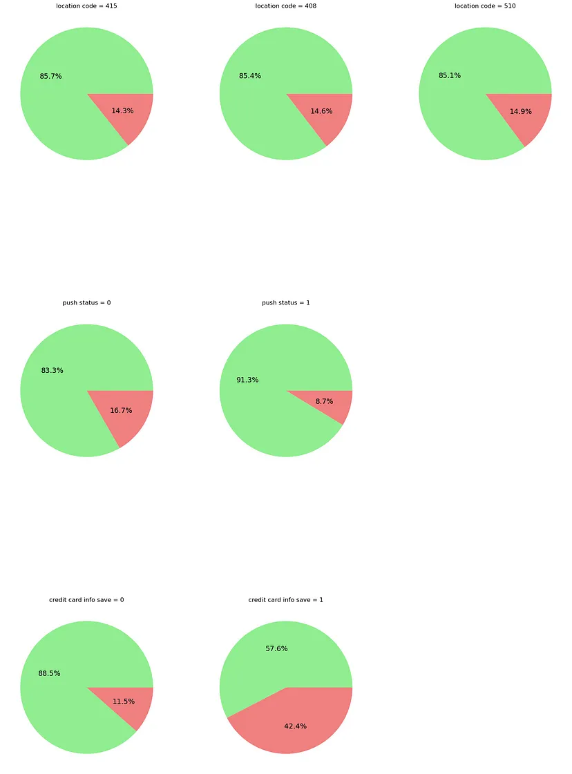 location code = 415
location code = 408
location code = 510
85.7%
14.3%
85.4%
14.6%
85.1%
14.9%
push status = 0
push status = 1
83.3%
16.7%
91.3%
8.7%
credit card info save = 0
credit card info save = 1
88.5%
11.5%
57.6%
42.4%